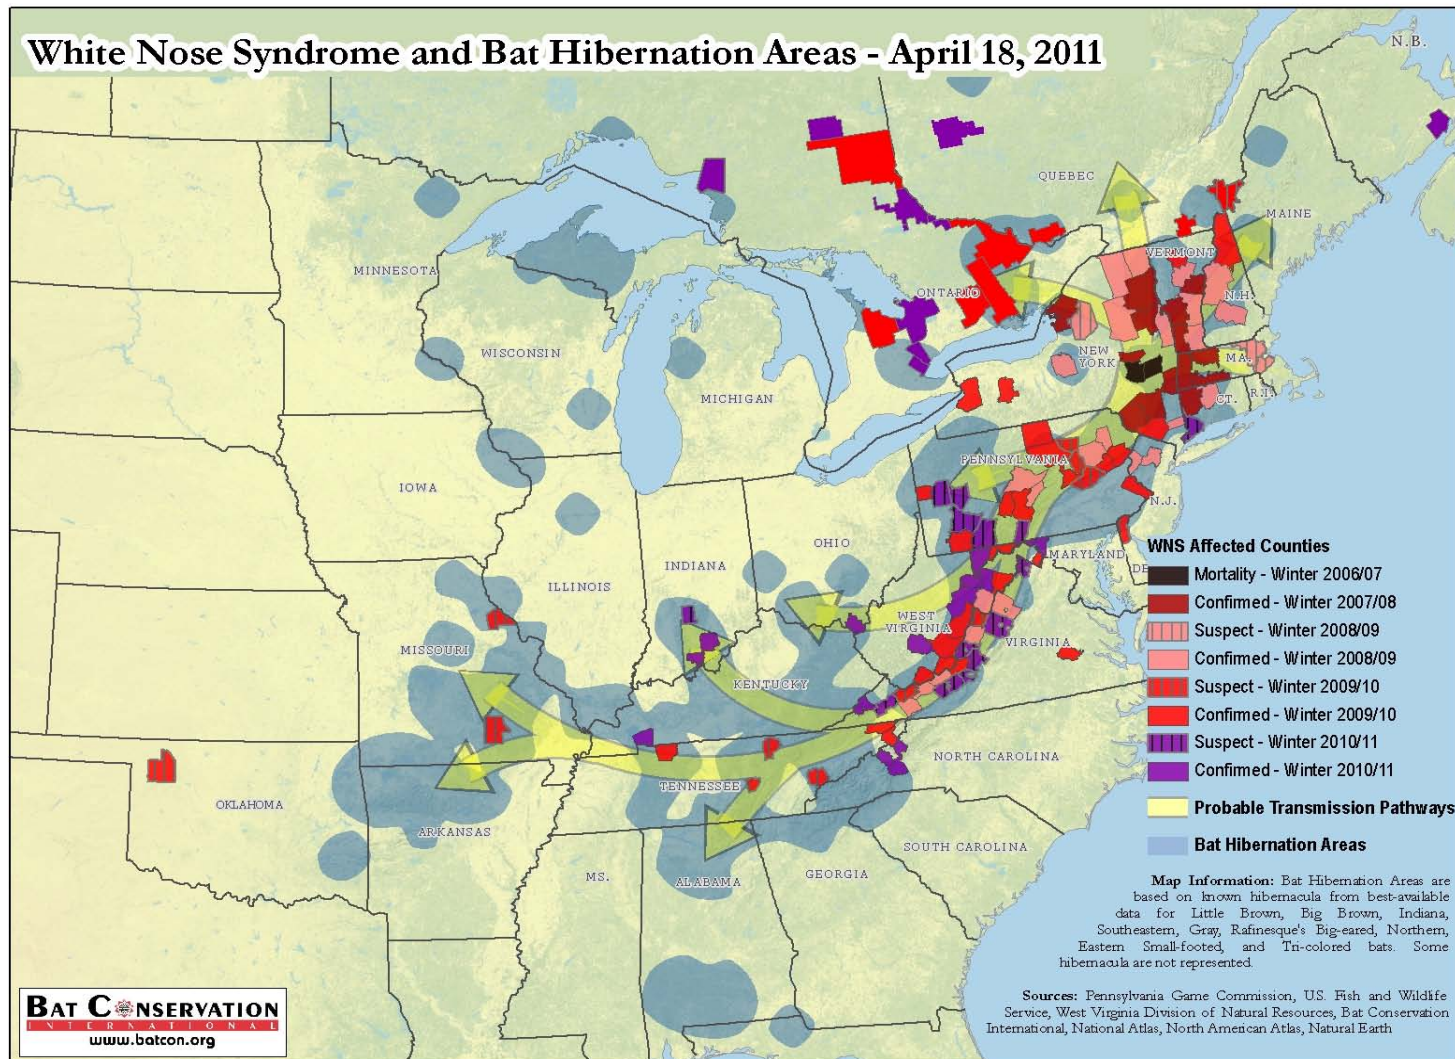 White Nose Syndrome and Bat Hibernation Areas - April 18, 2011
N.B.
QUEBEC
MAINE
MINNESOTA
VERMONT
ONTARIO
N.H.
WISCONSIN
NEW
YORK
MA.
MICHIGAN
CT.
R.I.
PENNSYLVANIA
IOWA
N.J.
OHIO
INDIANA
ILLINOIS
MARYLAND
DE
WEST
VIRGINIA
VIRGINIA
MISSOURI
KENTUCKY
NORTH CAROLINA
TENNESSEE
OKLAHOMA
ARKANSAS
SOUTH CAROLINA
MS.
ALABAMA
GEORGIA
WNS Affected Counties
Mortality - Winter 2006/07
Confirmed - Winter 2007/08
Suspect - Winter 2008/09
Confirmed - Winter 2008/09
Suspect - Winter 2009/10
Confirmed - Winter 2009/10
Suspect - Winter 2010/11
Confirmed - Winter 2010/11
Probable Transmission Pathways
Bat Hibernation Areas
Map Information: Bat Hibernation Areas are
based on known hibernacula from best-available
data for Little Brown, Big Brown, Indiana,
Southeastern, Gray, Rafinesque's Big-eared, Northern,
Eastern Small-footed, and Tri-colored bats. Some
hibernacula are not represented.
Sources: Pennsylvania Game Commission, U.S. Fish and Wildlife
Service, West Virginia Division of Natural Resources, Bat Conservation
International, National Atlas, North American Atlas, Natural Earth
BAT CONSERVATION
INTERNATIONAL
www.batcon.org